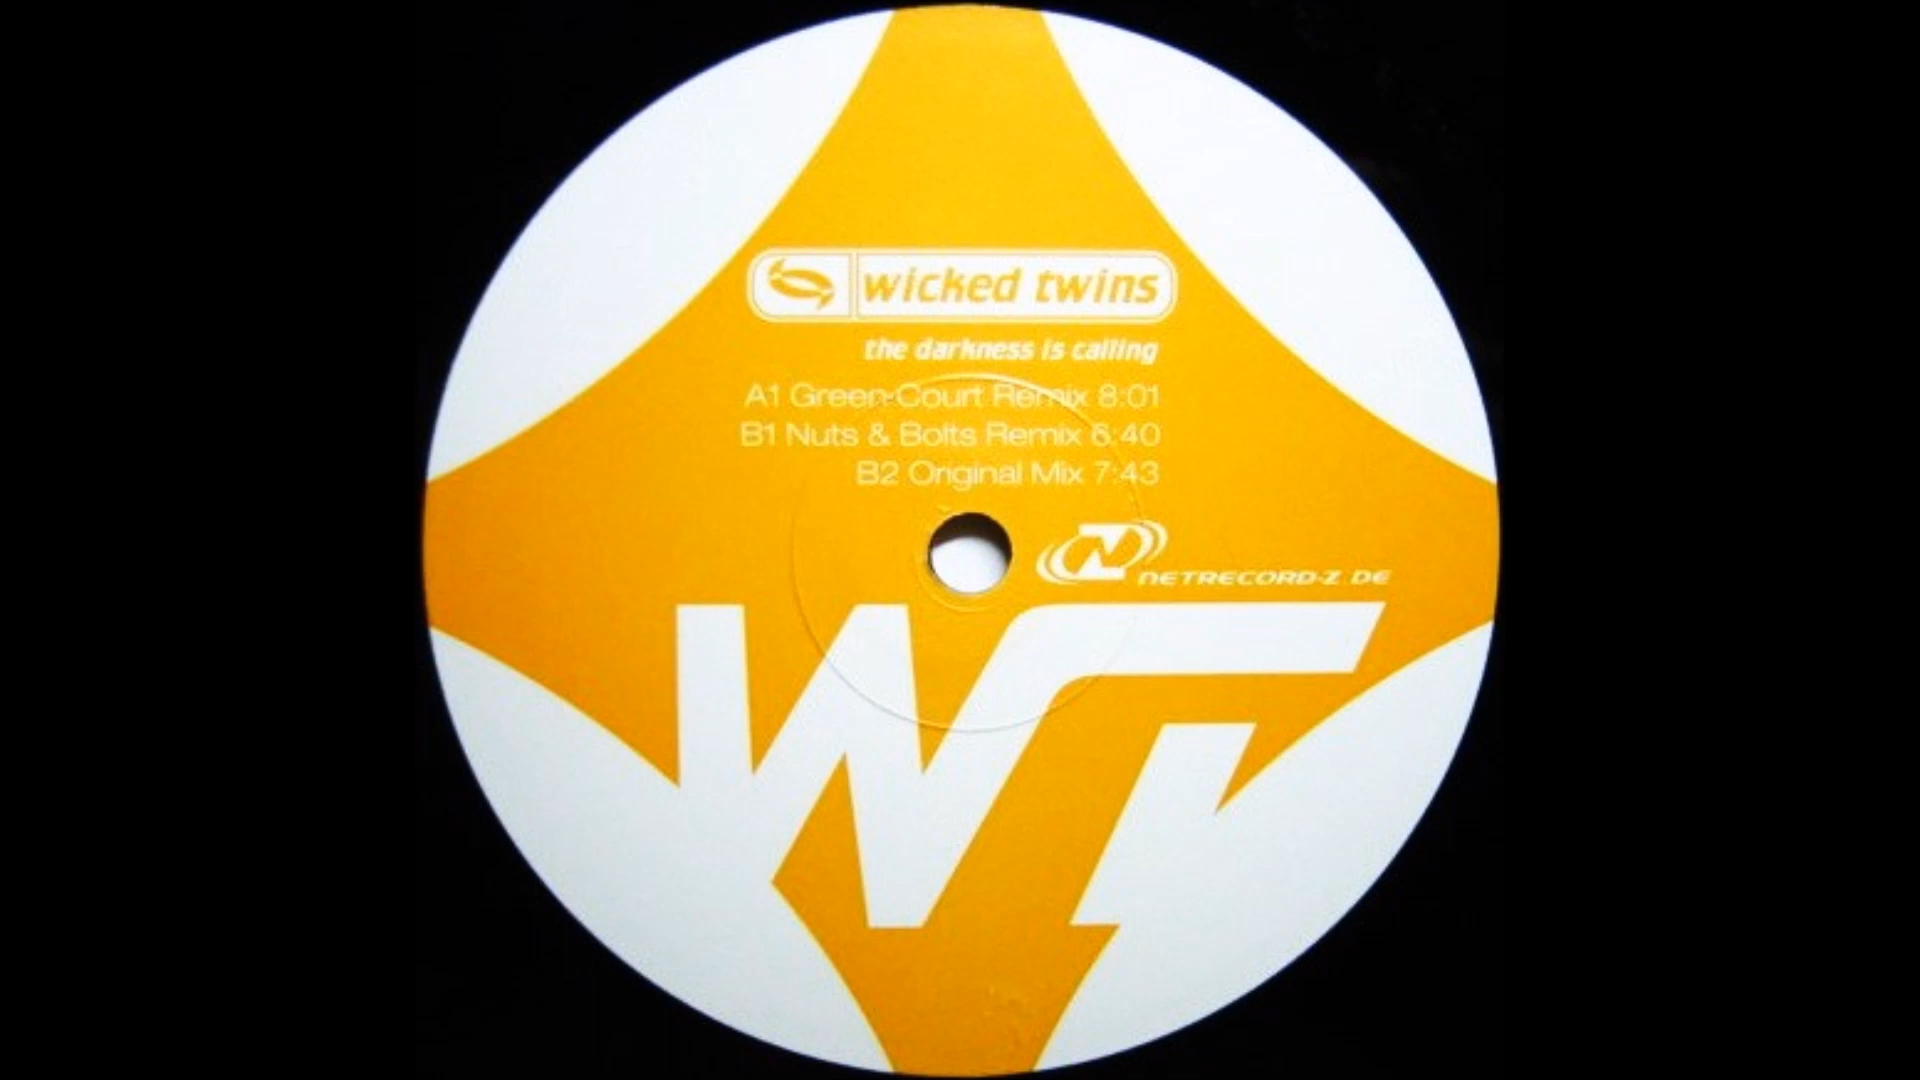 wicked twins
the darkness is calling
A1 Green Court Remix 8:01
B1 Nuts & Bolts Remix 6:40
B2 Original Mix 7:43
NETRECORD-Z DE
WT